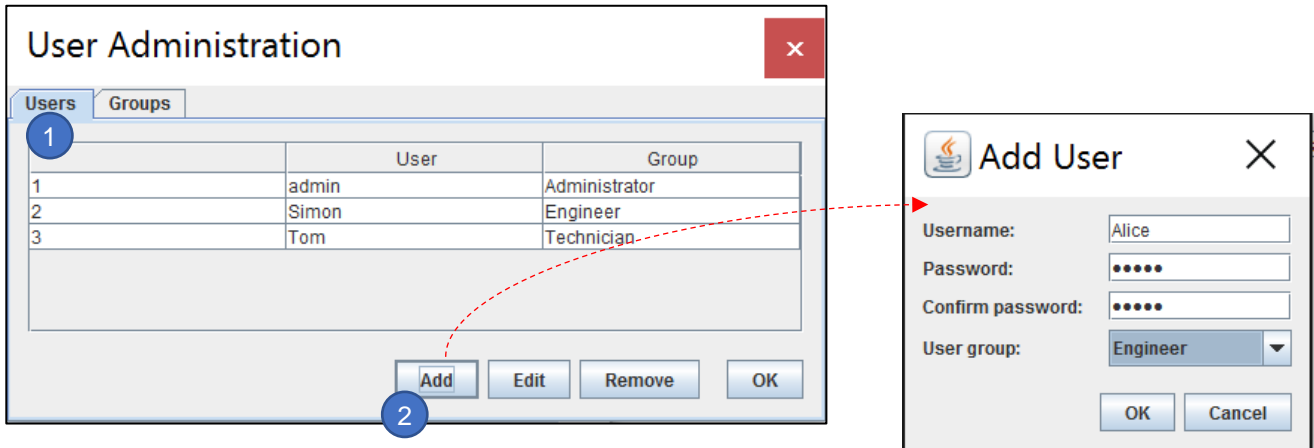 User Administration
x
Users Groups
1
User Group
1 admin Administrator
2 Simon Engineer
3 Tom Technician
Add Edit Remove OK
2
Add User
Username: Alice
Password: •••••
Confirm password: •••••
User group: Engineer
OK Cancel